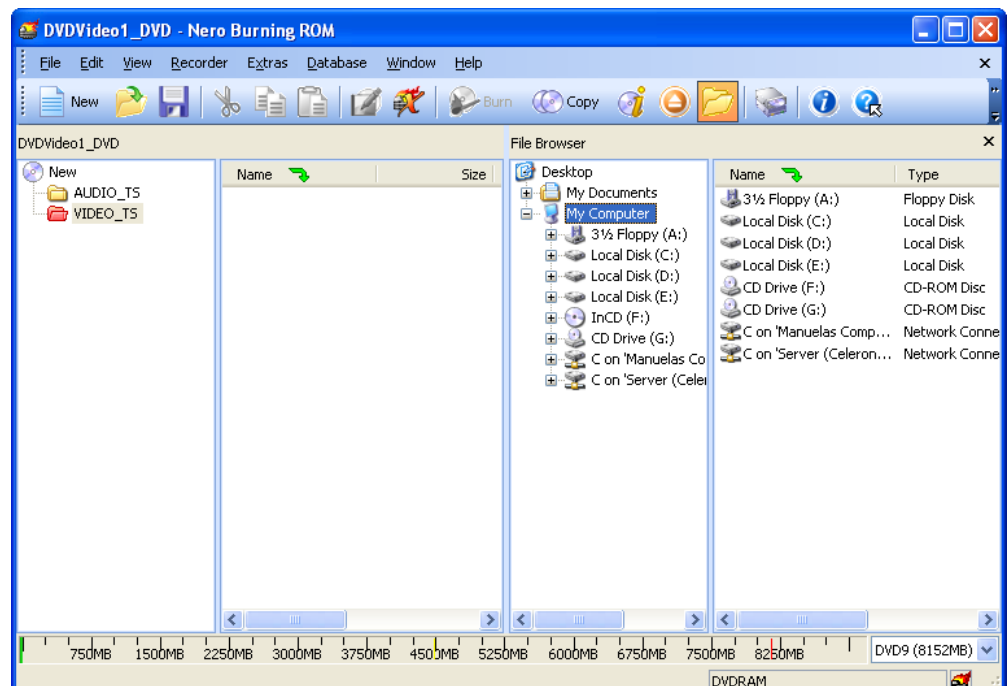 DVDVideo1_DVD - Nero Burning ROM
File Edit View Recorder Extras Database Window Help
New Burn Copy
DVDVideo1_DVD
File Browser
New
AUDIO_TS
VIDEO_TS
Name Size
Desktop
My Documents
My Computer
3½ Floppy (A:)
Local Disk (C:)
Local Disk (D:)
Local Disk (E:)
InCD (F:)
CD Drive (G:)
C on 'Manuelas Co
C on 'Server (Celer
Name Type
3½ Floppy (A:) Floppy Disk
Local Disk (C:) Local Disk
Local Disk (D:) Local Disk
Local Disk (E:) Local Disk
CD Drive (F:) CD-ROM Disc
CD Drive (G:) CD-ROM Disc
C on 'Manuelas Comp... Network Conne
C on 'Server (Celeron... Network Conne
750MB 1500MB 2250MB 3000MB 3750MB 450MB 5250MB 6000MB 6750MB 7500MB 8250MB DVD9 (8152MB)
DVDRAM